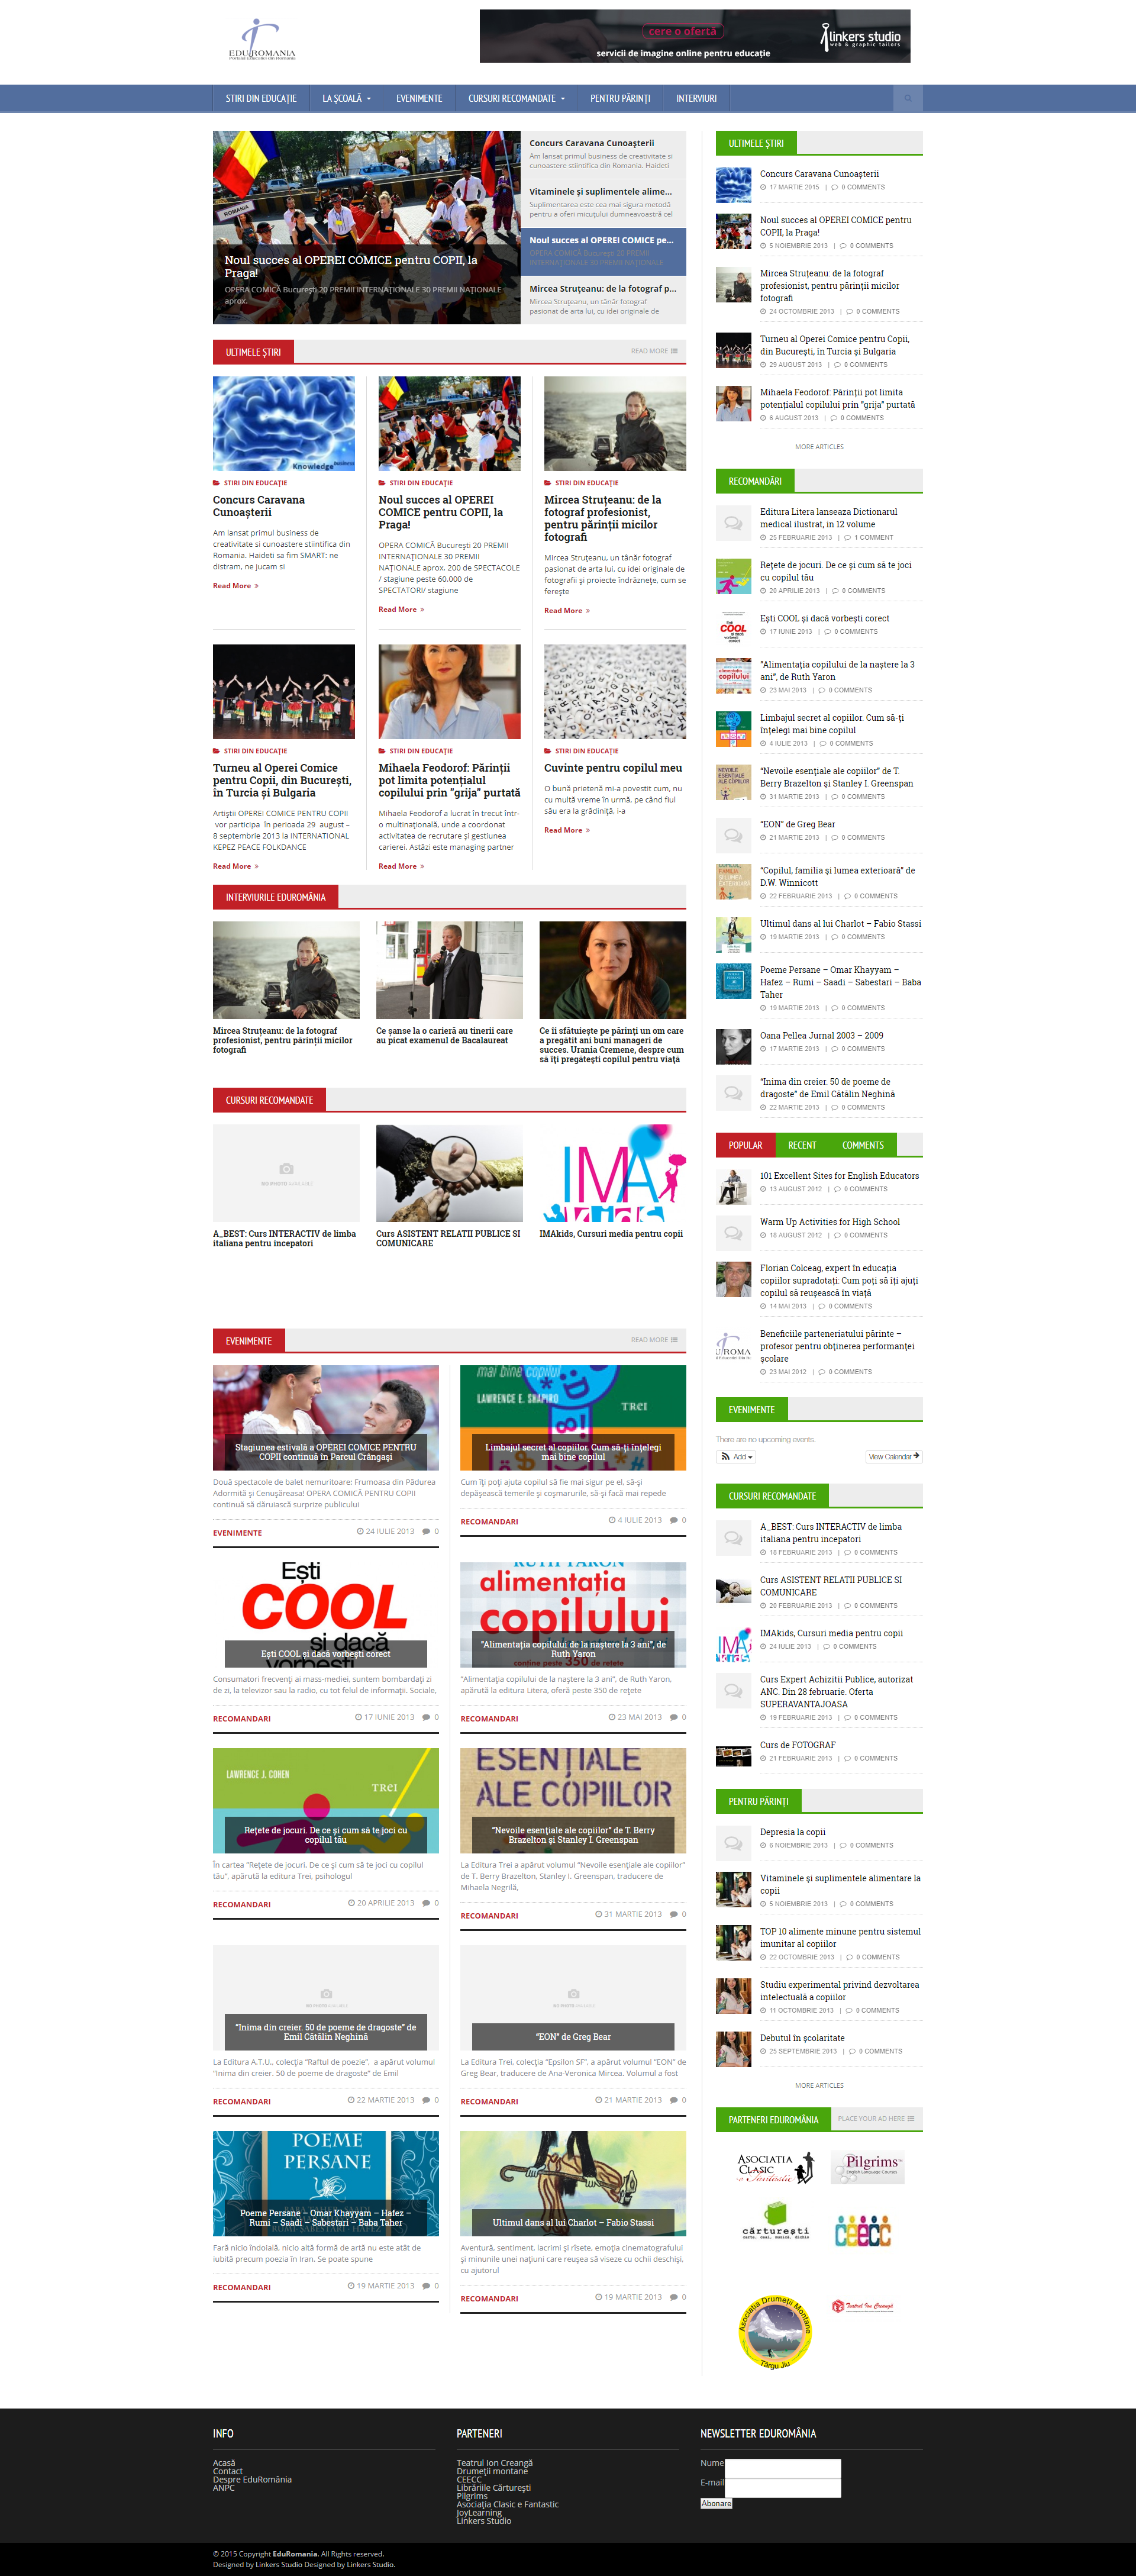 EDUROMANIA
Portalul Educatiei din Romania
cere o ofertă
servicii de imagine online pentru educație
linkers studio
web & graphic tailors
STIRI DIN EDUCAȚIE
LA ȘCOALĂ
EVENIMENTE
CURSURI RECOMANDATE
PENTRU PĂRINȚI
INTERVIURI
ROMANIA
Noul succes al OPEREI COMICE pentru COPII, la
Praga!
OPERA COMICĂ București 20 PREMII INTERNAȚIONALE 30 PREMII NAȚIONALE
aprox.
Concurs Caravana Cunoașterii
Am lansat primul business de creativitate si
cunoastere stiintifica din Romania. Haideti
Vitaminele și suplimentele alime...
Suplimentarea este cea mai sigura metodă
pentru a oferi micuțului dumneavoastră cel
Noul succes al OPEREI COMICE pe...
OPERA COMICĂ București 20 PREMII
INTERNAȚIONALE 30 PREMII NAȚIONALE
Mircea Struțeanu: de la fotograf p...
Mircea Struțeanu, un tânăr fotograf
pasionat de arta lui, cu idei originale de
ULTIMELE ȘTIRI
READ MORE
Knowledge
STIRI DIN EDUCAȚIE
Concurs Caravana
Cunoașterii
Am lansat primul business de
creativitate si cunoastere stiintifica din
Romania. Haideti sa fim SMART: ne
distram, ne jucam si
Read More »
STIRI DIN EDUCAȚIE
Noul succes al OPEREI
COMICE pentru COPII, la
Praga!
OPERA COMICĂ București 20 PREMII
INTERNAȚIONALE 30 PREMII
NAȚIONALE aprox. 200 de SPECTACOLE
/ stagiune peste 60.000 de
SPECTATORI/ stagiune
Read More »
STIRI DIN EDUCAȚIE
Mircea Struțeanu: de la
fotograf profesionist,
pentru părinții micilor
fotografi
Mircea Struțeanu, un tânăr fotograf
pasionat de arta lui, cu idei originale de
fotografii și proiecte îndrăznețe, cum se
ferește
Read More »
STIRI DIN EDUCAȚIE
Turneu al Operei Comice
pentru Copii, din București,
în Turcia și Bulgaria
Artiștii OPEREI COMICE PENTRU COPII
vor participa în perioada 29 august –
8 septembrie 2013 la INTERNATIONAL
KEPEZ PEACE FOLKDANCE
Read More »
STIRI DIN EDUCAȚIE
Mihaela Feodorof: Părinții
pot limita potențialul
copilului prin ”grija” purtată
Mihaela Feodorof a lucrat în trecut într-
o multinațională, unde a coordonat
activitatea de recrutare și gestiunea
carierei. Astăzi este managing partner
Read More »
STIRI DIN EDUCAȚIE
Cuvinte pentru copilul meu
O bună prietenă mi-a povestit cum, nu
cu multă vreme în urmă, pe când fiul
său era la grădiniță, i-a
Read More »
INTERVIURILE EDUROMÂNIA
Mircea Struțeanu: de la fotograf
profesionist, pentru părinții micilor
fotografi
Ce șanse la o carieră au tinerii care
au picat examenul de Bacalaureat
Ce îi sfătuiește pe părinți un om care
a pregătit ani buni manageri de
succes. Urania Cremene, despre cum
să îți pregătești copilul pentru viață
CURSURI RECOMANDATE
NO PHOTO AVAILABLE
A_BEST: Curs INTERACTIV de limba
italiana pentru incepatori
Curs ASISTENT RELATII PUBLICE SI
COMUNICARE
IMA
IMAkids, Cursuri media pentru copii
EVENIMENTE
READ MORE
Stagiunea estivală a OPEREI COMICE PENTRU
COPII continuă în Parcul Crângași
Două spectacole de balet nemuritoare: Frumoasa din Pădurea
Adormită și Cenușăreasa! OPERA COMICĂ PENTRU COPII
continuă să dăruiască surprize publicului
EVENIMENTE
24 IULIE 2013
0
mai bine copilul
LAWRENCE E. SHAPIRO
TREI
Limbajul secret al copiilor. Cum să-ți înțelegi
mai bine copilul
Cum îți poți ajuta copilul să fie mai sigur pe el, să-și
depășească temerile și coșmarurile, să-și facă mai repede
RECOMANDARI
4 IULIE 2013
0
Ești
COOL
și dacă
Ești COOL și dacă vorbești corect
Consumatori frecvenți ai mass-mediei, suntem bombardați zi
de zi, la televizor sau la radio, cu tot felul de informații. Sociale,
RECOMANDARI
17 IUNIE 2013
0
RUTH YARON
alimentația
copilului
conține peste 350 de rețete
”Alimentația copilului de la naștere la 3 ani”, de
Ruth Yaron
”Alimentația copilului de la naștere la 3 ani”, de Ruth Yaron,
apărută la editura Litera, oferă peste 350 de rețete
RECOMANDARI
23 MAI 2013
0
LAWRENCE J. COHEN
TREI
Rețete de jocuri. De ce și cum să te joci cu
copilul tău
În cartea ”Rețete de jocuri. De ce și cum să te joci cu copilul
tău”, apărută la editura Trei, psihologul
RECOMANDARI
20 APRILIE 2013
0
ESENȚIALE
ALE COPIILOR
”Nevoile esențiale ale copiilor” de T. Berry
Brazelton și Stanley I. Greenspan
La Editura Trei a apărut volumul ”Nevoile esențiale ale copiilor”
de T. Berry Brazelton, Stanley I. Greenspan, traducere de
Mihaela Negrilă,
RECOMANDARI
31 MARTIE 2013
0
NO PHOTO AVAILABLE
”Inima din creier. 50 de poeme de dragoste” de
Emil Cătălin Neghină
La Editura A.T.U., colecția ”Raftul de poezie”, a apărut volumul
”Inima din creier. 50 de poeme de dragoste” de Emil
RECOMANDARI
22 MARTIE 2013
0
NO PHOTO AVAILABLE
”EON” de Greg Bear
La Editura Trei, colecția ”Epsilon SF”, a apărut volumul ”EON” de
Greg Bear, traducere de Ana-Veronica Mircea. Volumul a fost
RECOMANDARI
21 MARTIE 2013
0
POEME
PERSANE
Poeme Persane – Omar Khayyam – Hafez –
Rumi – Saadi – Sabestari – Baba Taher
Fără nicio îndoială, nicio altă formă de artă nu este atât de
iubită precum poezia în Iran. Se poate spune
RECOMANDARI
19 MARTIE 2013
0
Ultimul dans al lui Charlot – Fabio Stassi
Aventură, sentiment, lacrimi și rîsete, emoția cinematografului
și minunile unei națiuni care reușea să viseze cu ochii deschiși,
cu ajutorul
RECOMANDARI
19 MARTIE 2013
0
ULTIMELE ȘTIRI
Concurs Caravana Cunoașterii
17 MARTIE 2015 | 0 COMMENTS
Noul succes al OPEREI COMICE pentru
COPII, la Praga!
5 NOIEMBRIE 2013 | 0 COMMENTS
Mircea Struțeanu: de la fotograf
profesionist, pentru părinții micilor
fotografi
24 OCTOMBRIE 2013 | 0 COMMENTS
Turneu al Operei Comice pentru Copii,
din București, în Turcia și Bulgaria
29 AUGUST 2013 | 0 COMMENTS
Mihaela Feodorof: Părinții pot limita
potențialul copilului prin ”grija” purtată
6 AUGUST 2013 | 0 COMMENTS
MORE ARTICLES
RECOMANDĂRI
Editura Litera lanseaza Dictionarul
medical ilustrat, in 12 volume
25 FEBRUARIE 2013 | 1 COMMENT
Rețete de jocuri. De ce și cum să te joci
cu copilul tău
20 APRILIE 2013 | 0 COMMENTS
Ești COOL și dacă vorbești corect
17 IUNIE 2013 | 0 COMMENTS
”Alimentația copilului de la naștere la 3
ani”, de Ruth Yaron
23 MAI 2013 | 0 COMMENTS
Limbajul secret al copiilor. Cum să-ți
înțelegi mai bine copilul
4 IULIE 2013 | 0 COMMENTS
”Nevoile esențiale ale copiilor” de T.
Berry Brazelton și Stanley I. Greenspan
31 MARTIE 2013 | 0 COMMENTS
”EON” de Greg Bear
21 MARTIE 2013 | 0 COMMENTS
”Copilul, familia și lumea exterioară” de
D.W. Winnicott
22 FEBRUARIE 2013 | 0 COMMENTS
Ultimul dans al lui Charlot – Fabio Stassi
19 MARTIE 2013 | 0 COMMENTS
Poeme Persane – Omar Khayyam –
Hafez – Rumi – Saadi – Sabestari – Baba
Taher
19 MARTIE 2013 | 0 COMMENTS
Oana Pellea Jurnal 2003 – 2009
17 MARTIE 2013 | 0 COMMENTS
”Inima din creier. 50 de poeme de
dragoste” de Emil Cătălin Neghină
22 MARTIE 2013 | 0 COMMENTS
POPULAR
RECENT
COMMENTS
101 Excellent Sites for English Educators
13 AUGUST 2012 | 0 COMMENTS
Warm Up Activities for High School
18 AUGUST 2012 | 0 COMMENTS
Florian Colceag, expert în educația
copiilor supradotați: Cum poți să îți ajuți
copilul să reușească în viață
14 MAI 2013 | 0 COMMENTS
Beneficiile parteneriatului părinte –
profesor pentru obținerea performanței
școlare
23 MAI 2012 | 0 COMMENTS
EVENIMENTE
There are no upcoming events.
Add
View Calendar
CURSURI RECOMANDATE
A_BEST: Curs INTERACTIV de limba
italiana pentru incepatori
18 FEBRUARIE 2013 | 0 COMMENTS
Curs ASISTENT RELATII PUBLICE SI
COMUNICARE
20 FEBRUARIE 2013 | 0 COMMENTS
IMAkids, Cursuri media pentru copii
24 IULIE 2013 | 0 COMMENTS
Curs Expert Achizitii Publice, autorizat
ANC. Din 28 februarie. Oferta
SUPERAVANTAJOASA
19 FEBRUARIE 2013 | 0 COMMENTS
Curs de FOTOGRAF
21 FEBRUARIE 2013 | 0 COMMENTS
PENTRU PĂRINȚI
Depresia la copii
6 NOIEMBRIE 2013 | 0 COMMENTS
Vitaminele și suplimentele alimentare la
copii
5 NOIEMBRIE 2013 | 0 COMMENTS
TOP 10 alimente minune pentru sistemul
imunitar al copiilor
22 OCTOMBRIE 2013 | 0 COMMENTS
Studiu experimental privind dezvoltarea
intelectuală a copiilor
11 OCTOMBRIE 2013 | 0 COMMENTS
Debutul în școlaritate
25 SEPTEMBRIE 2013 | 0 COMMENTS
MORE ARTICLES
PARTENERI EDUROMÂNIA
PLACE YOUR AD HERE
ASOCIAȚIA
CLASIC
e Fantastic
Pilgrims
English Language Courses
cărturești
carte, ceai, muzică, dichis
CEECC
Asociația Drumeții Montane
Târgu Jiu
Teatrul Ion Creangă
INFO
Acasă
Contact
Despre EduRomânia
ANPC
PARTENERI
Teatrul Ion Creangă
Drumeții montane
CEECC
Librăriile Cărturești
Pilgrims
Asociația Clasic e Fantastic
JoyLearning
Linkers Studio
NEWSLETTER EDUROMÂNIA
Nume
E-mail
Abonare
© 2015 Copyright EduRomania. All Rights reserved.
Designed by Linkers Studio Designed by Linkers Studio.